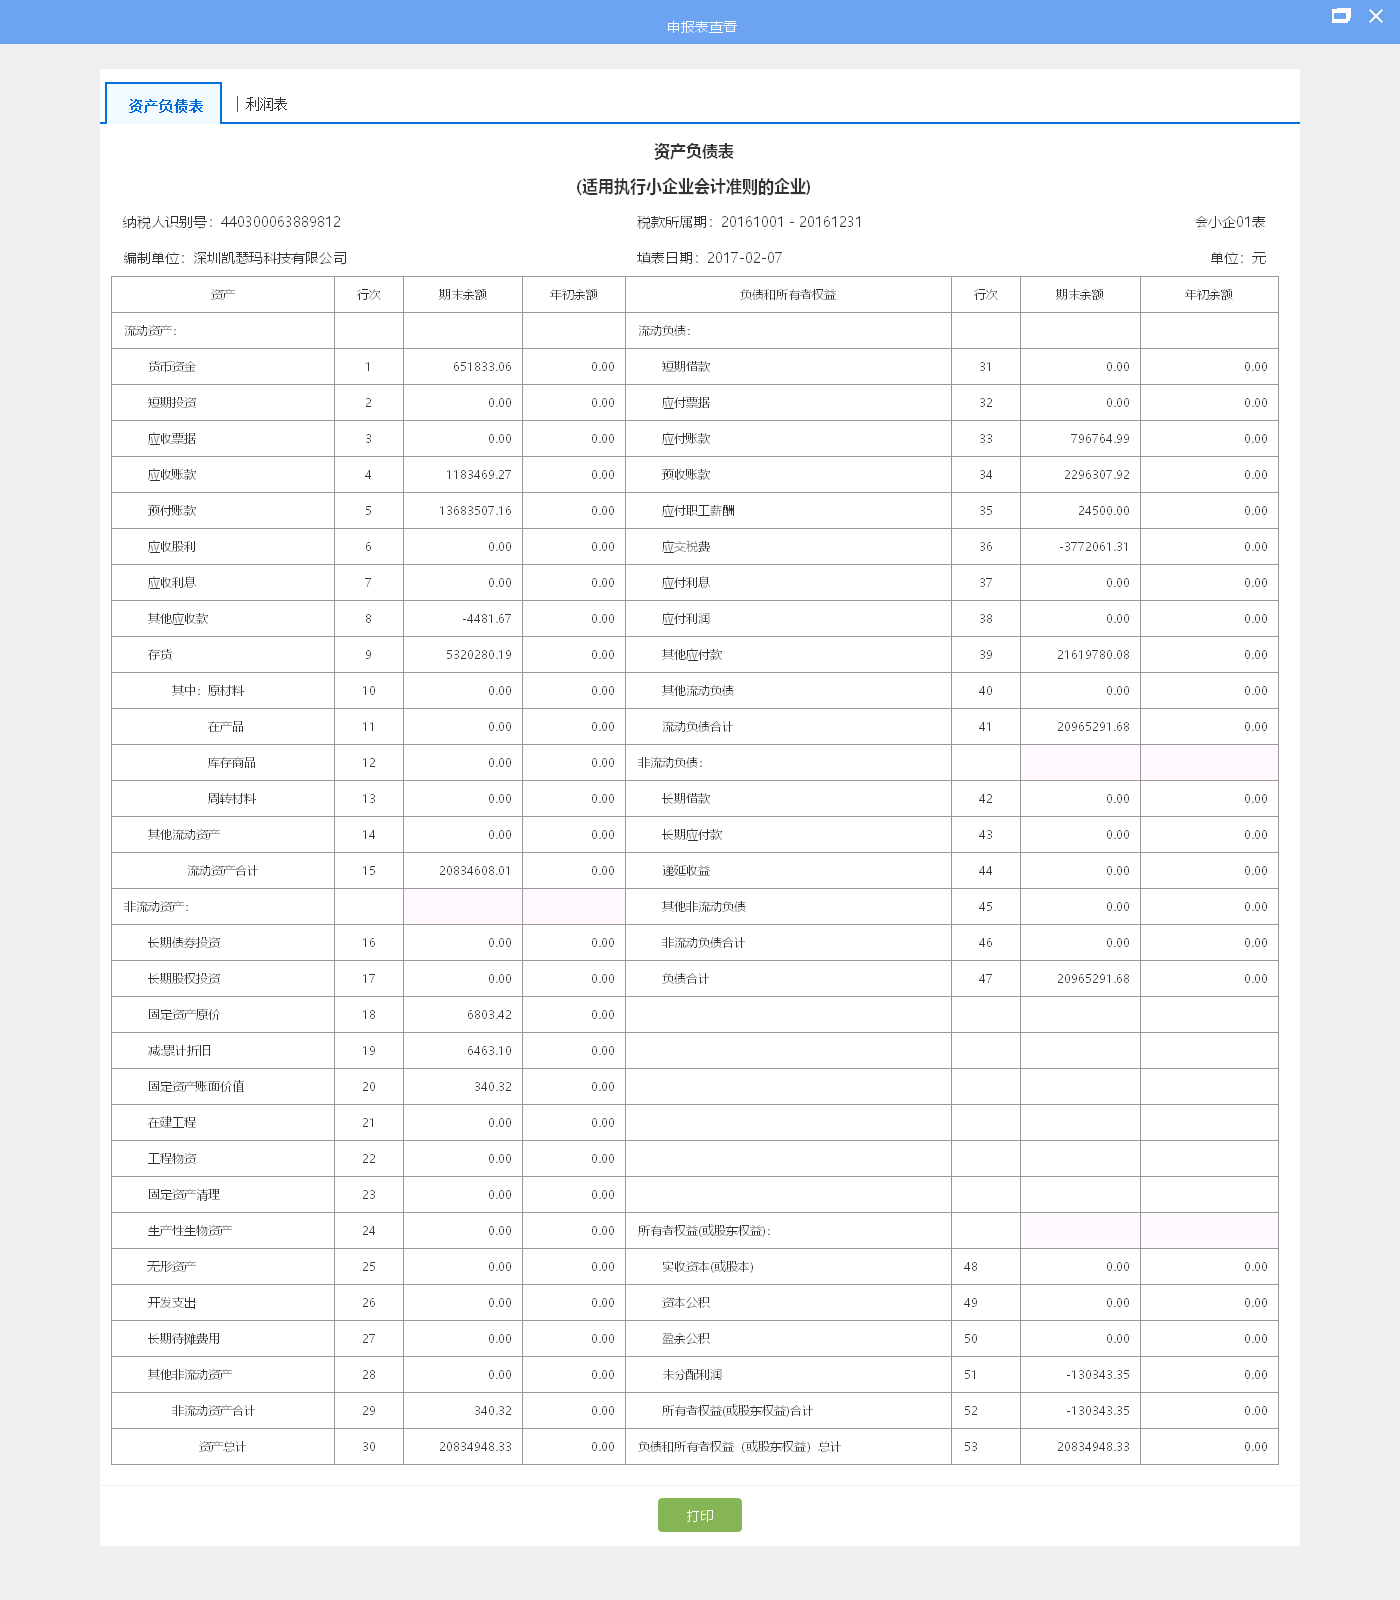 申报表查看
资产负债表 | 利润表
资产负债表
(适用执行小企业会计准则的企业)
纳税人识别号：440300063889812 税款所属期：20161001 - 20161231 会小企01表
编制单位：深圳凯瑟玛科技有限公司 填表日期：2017-02-07 单位：元
资产 行次 期末余额 年初余额 负债和所有者权益 行次 期末余额 年初余额
流动资产： 流动负债：
货币资金 1 651833.06 0.00 短期借款 31 0.00 0.00
短期投资 2 0.00 0.00 应付票据 32 0.00 0.00
应收票据 3 0.00 0.00 应付账款 33 796764.99 0.00
应收账款 4 1183469.27 0.00 预收账款 34 2296307.92 0.00
预付账款 5 13683507.16 0.00 应付职工薪酬 35 24500.00 0.00
应收股利 6 0.00 0.00 应交税费 36 -3772061.31 0.00
应收利息 7 0.00 0.00 应付利息 37 0.00 0.00
其他应收款 8 -4481.67 0.00 应付利润 38 0.00 0.00
存货 9 5320280.19 0.00 其他应付款 39 21619780.08 0.00
其中：原材料 10 0.00 0.00 其他流动负债 40 0.00 0.00
在产品 11 0.00 0.00 流动负债合计 41 20965291.68 0.00
库存商品 12 0.00 0.00 非流动负债：
周转材料 13 0.00 0.00 长期借款 42 0.00 0.00
其他流动资产 14 0.00 0.00 长期应付款 43 0.00 0.00
流动资产合计 15 20834608.01 0.00 递延收益 44 0.00 0.00
非流动资产： 其他非流动负债 45 0.00 0.00
长期债券投资 16 0.00 0.00 非流动负债合计 46 0.00 0.00
长期股权投资 17 0.00 0.00 负债合计 47 20965291.68 0.00
固定资产原价 18 6803.42 0.00
减:累计折旧 19 6463.10 0.00
固定资产账面价值 20 340.32 0.00
在建工程 21 0.00 0.00
工程物资 22 0.00 0.00
固定资产清理 23 0.00 0.00
生产性生物资产 24 0.00 0.00 所有者权益(或股东权益)：
无形资产 25 0.00 0.00 实收资本(或股本) 48 0.00 0.00
开发支出 26 0.00 0.00 资本公积 49 0.00 0.00
长期待摊费用 27 0.00 0.00 盈余公积 50 0.00 0.00
其他非流动资产 28 0.00 0.00 未分配利润 51 -130343.35 0.00
非流动资产合计 29 340.32 0.00 所有者权益(或股东权益)合计 52 -130343.35 0.00
资产总计 30 20834948.33 0.00 负债和所有者权益（或股东权益）总计 53 20834948.33 0.00
打印